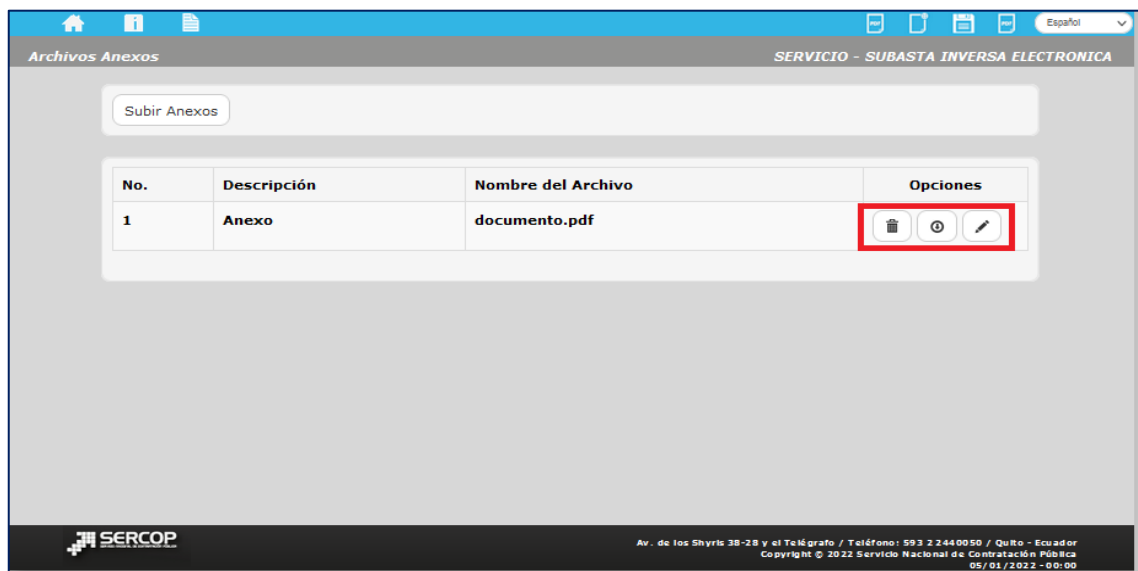 Español
Archivos Anexos
SERVICIO - SUBASTA INVERSA ELECTRONICA
Subir Anexos
No. Descripción Nombre del Archivo Opciones
1 Anexo documento.pdf
SERCOP
Av. de los Shyris 38-28 y el Telégrafo / Teléfono: 593 2 2440050 / Quito - Ecuador
Copyright © 2022 Servicio Nacional de Contratación Pública
05/01/2022 - 00:00